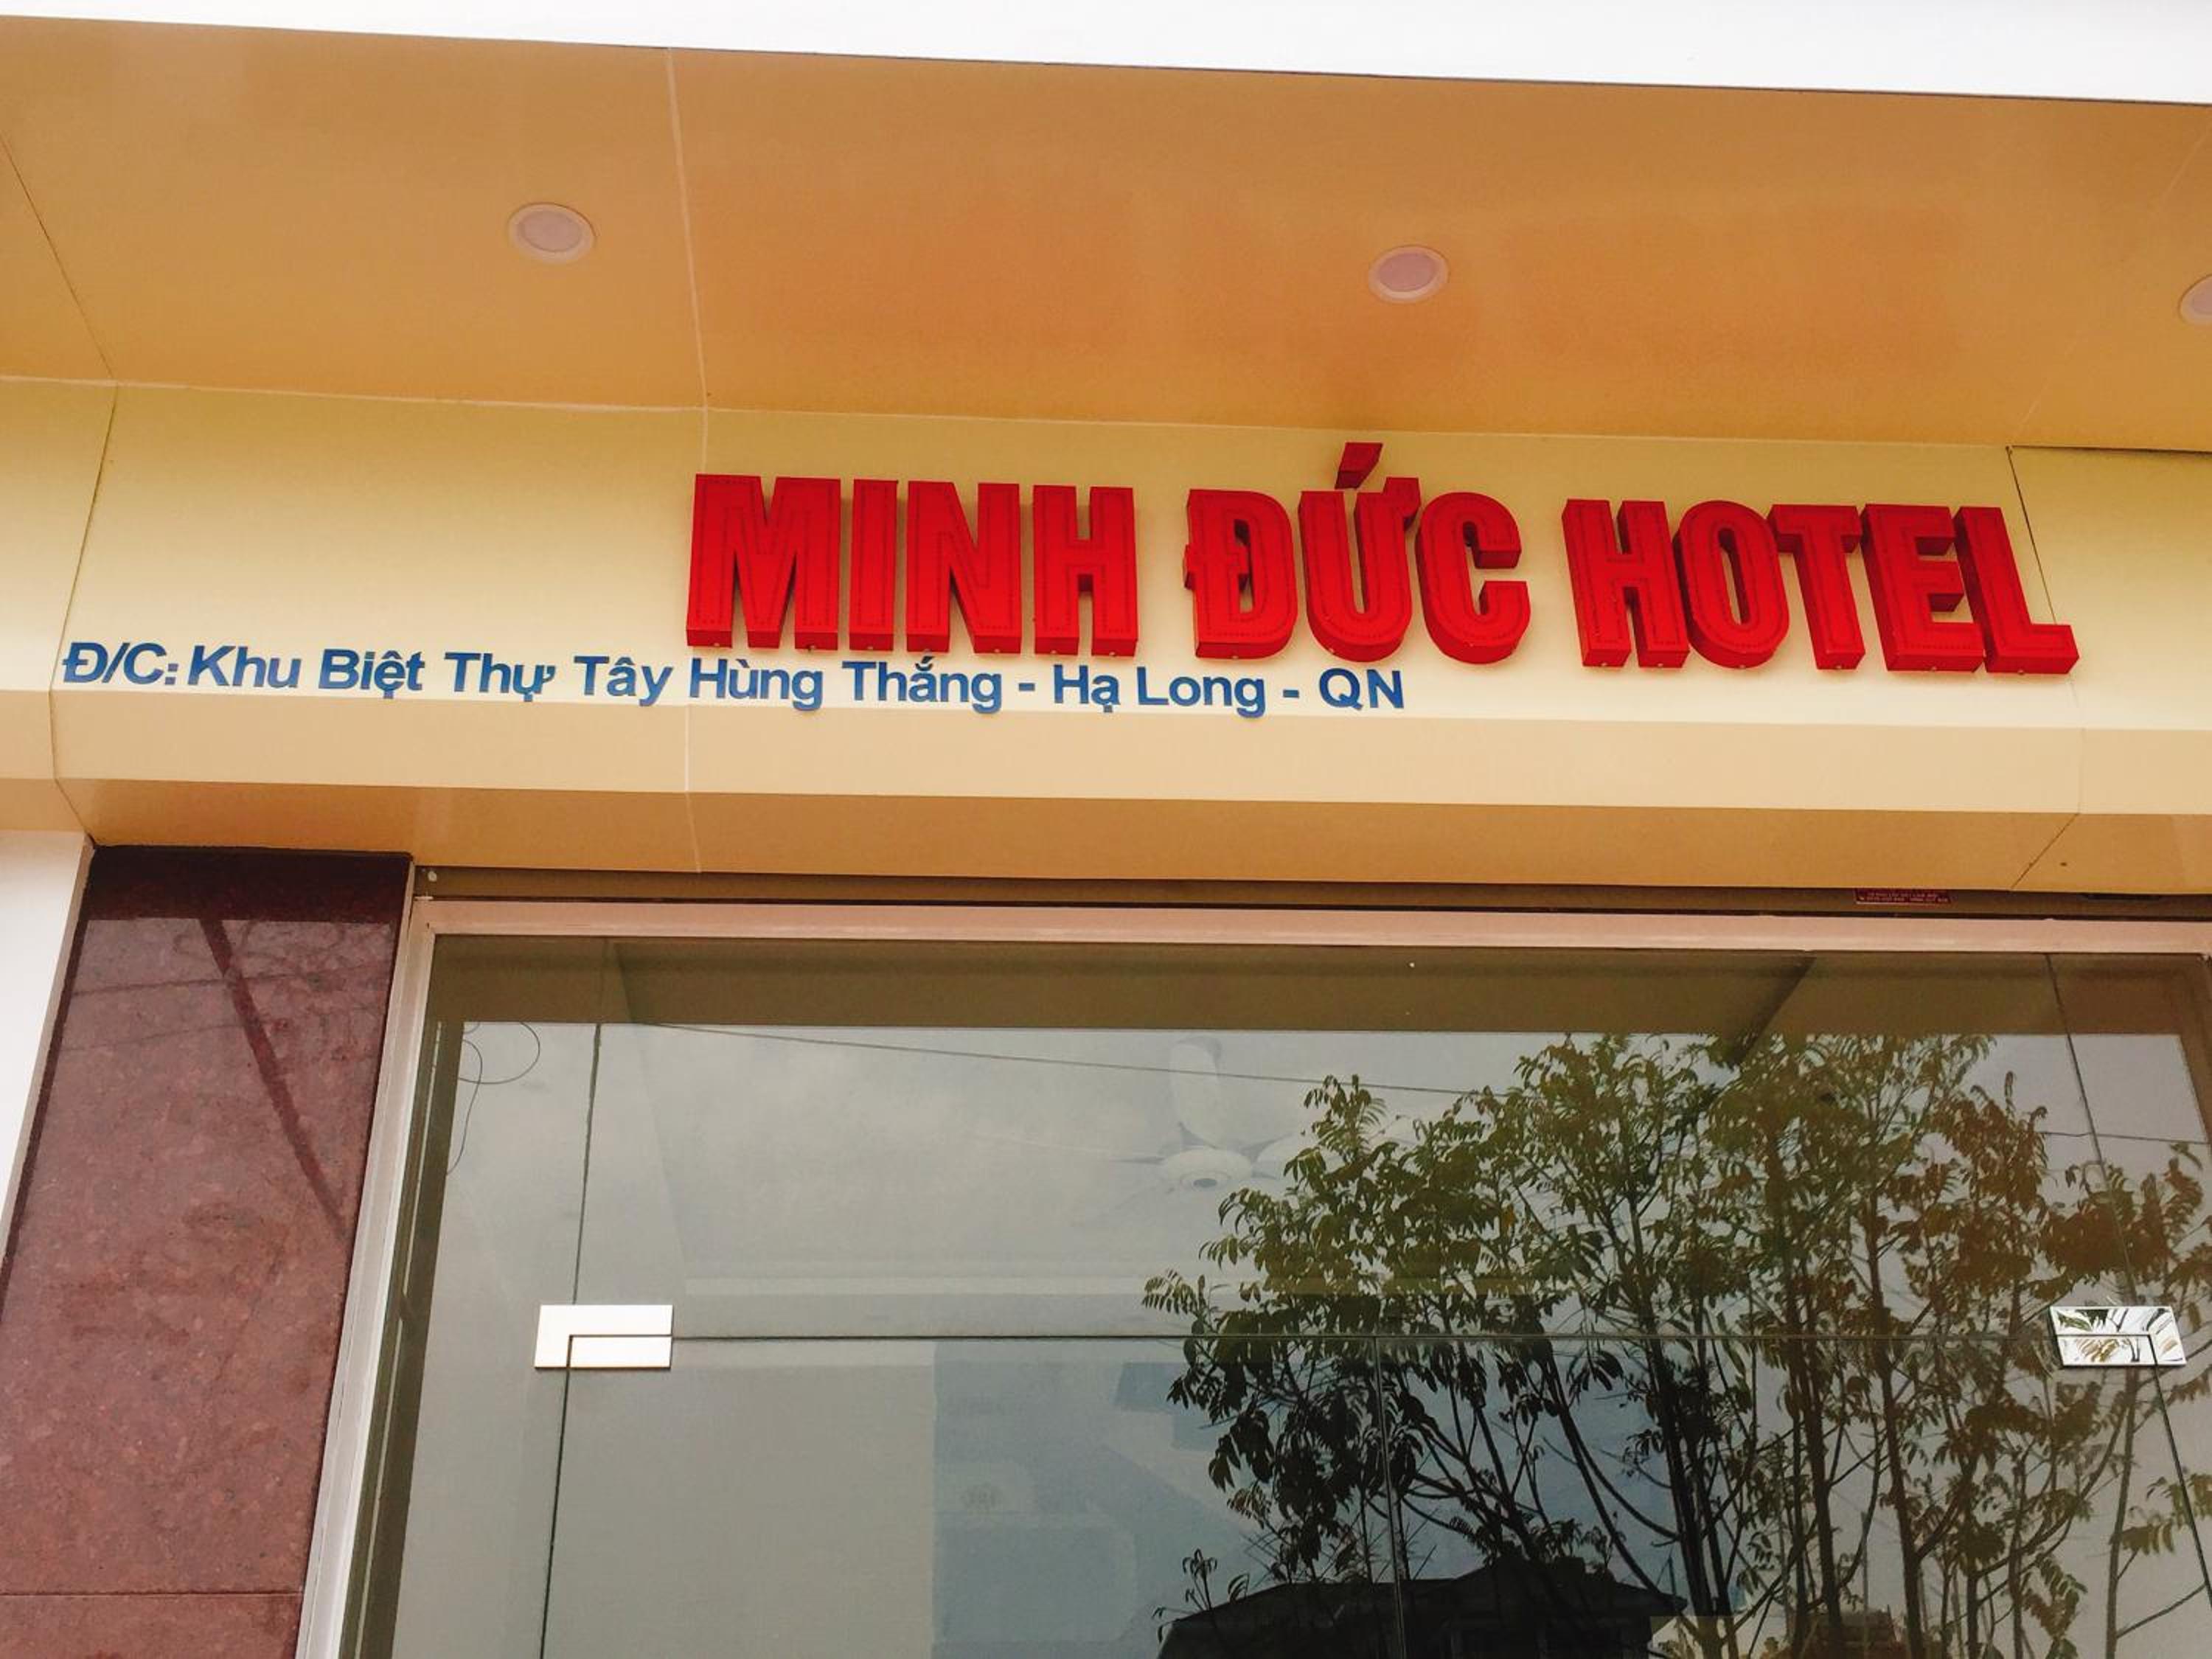 MINH ĐỨC HOTEL
Đ/C: Khu Biệt Thự Tây Hùng Thắng - Hạ Long - QN